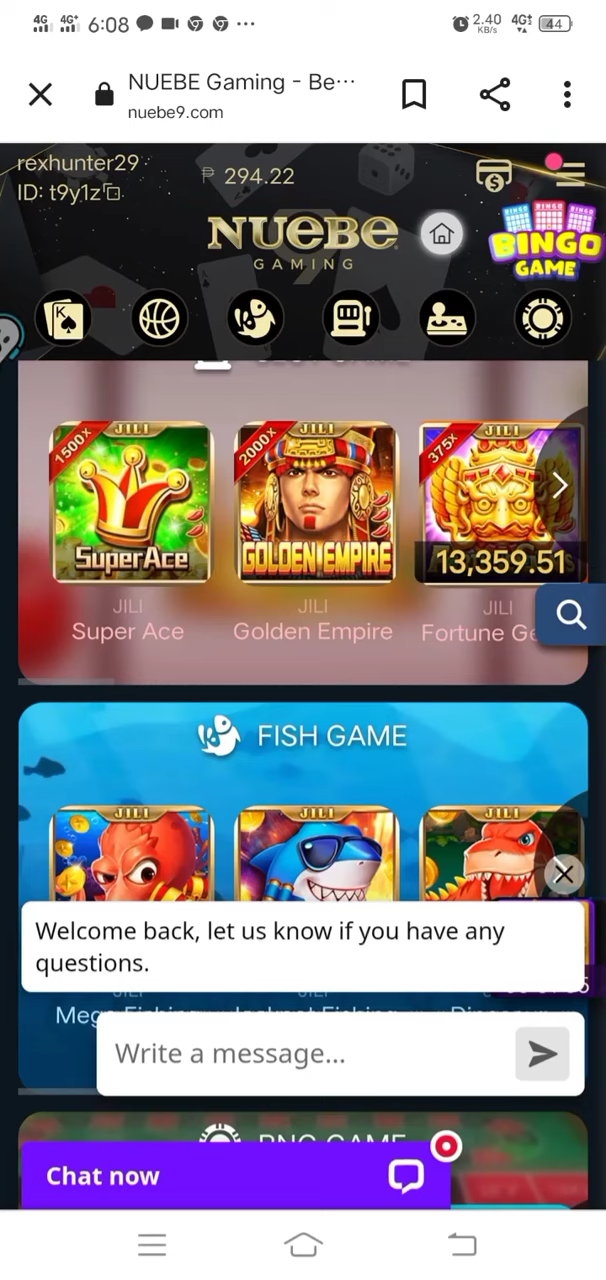 4G 4G+ 6:08 ··· 2.40 KB/s 4G± 44
NUEBE Gaming - Be···
nuebe9.com
rexhunter29
₱ 294.22
ID: t9y1z
NUEBE
GAMING
BINGO BINGO BINGO
BINGO
GAME
1500X JILI
2000X JILI
375X JILI
SuperAce
GOLDEN EMPIRE
13,359.51
JILI
JILI
JILI
Super Ace
Golden Empire
Fortune Ge
FISH GAME
JILI
JILI
JILI
Welcome back, let us know if you have any
questions.
Write a message...
Chat now